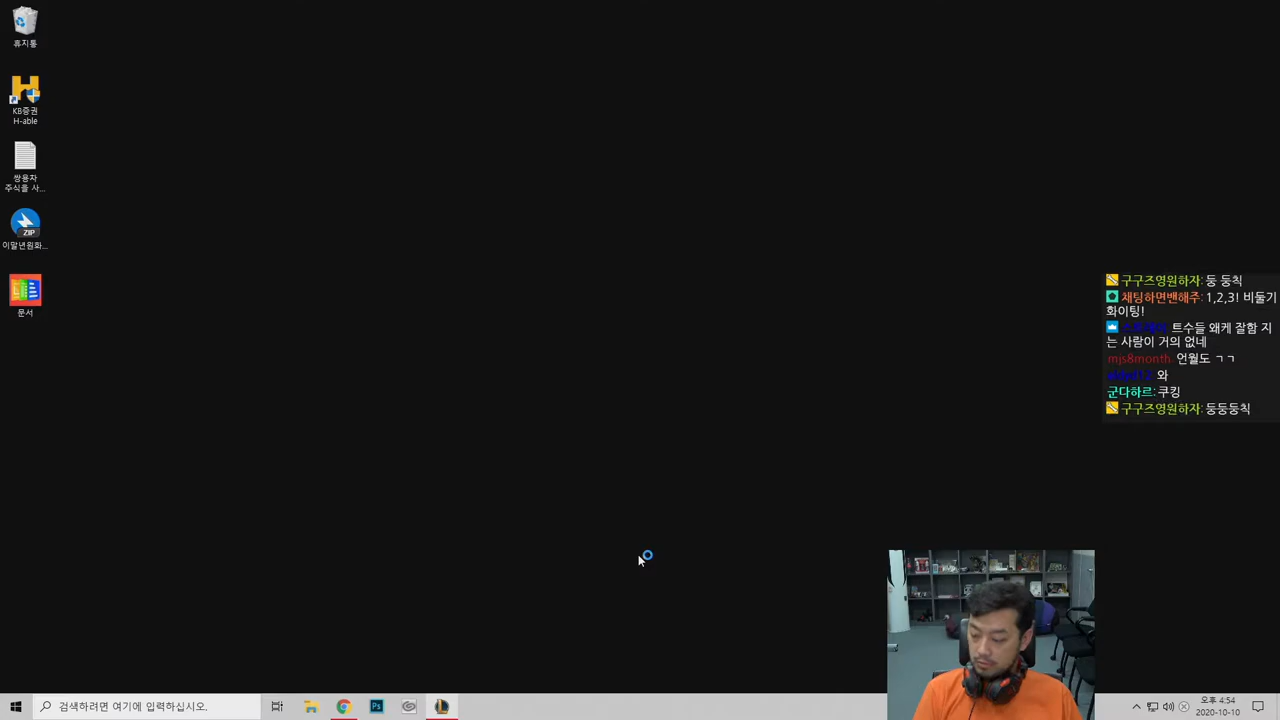 휴지통
KB증권
H-able
쌍용자
주식을 사...
ZIP
이말년원화...
문서
구구즈영원하자: 둥 둥칙
채팅하면밴해주: 1,2,3! 비둘기
화이팅!
트수들 왜케 잘함 지
는 사람이 거의 없네
mjs8month: 언월도 ㄱㄱ
와
군다하르: 쿠킹
구구즈영원하자: 둥둥둥칙
검색하려면 여기에 입력하십시오.
Ps
오후 4:54
2020-10-10